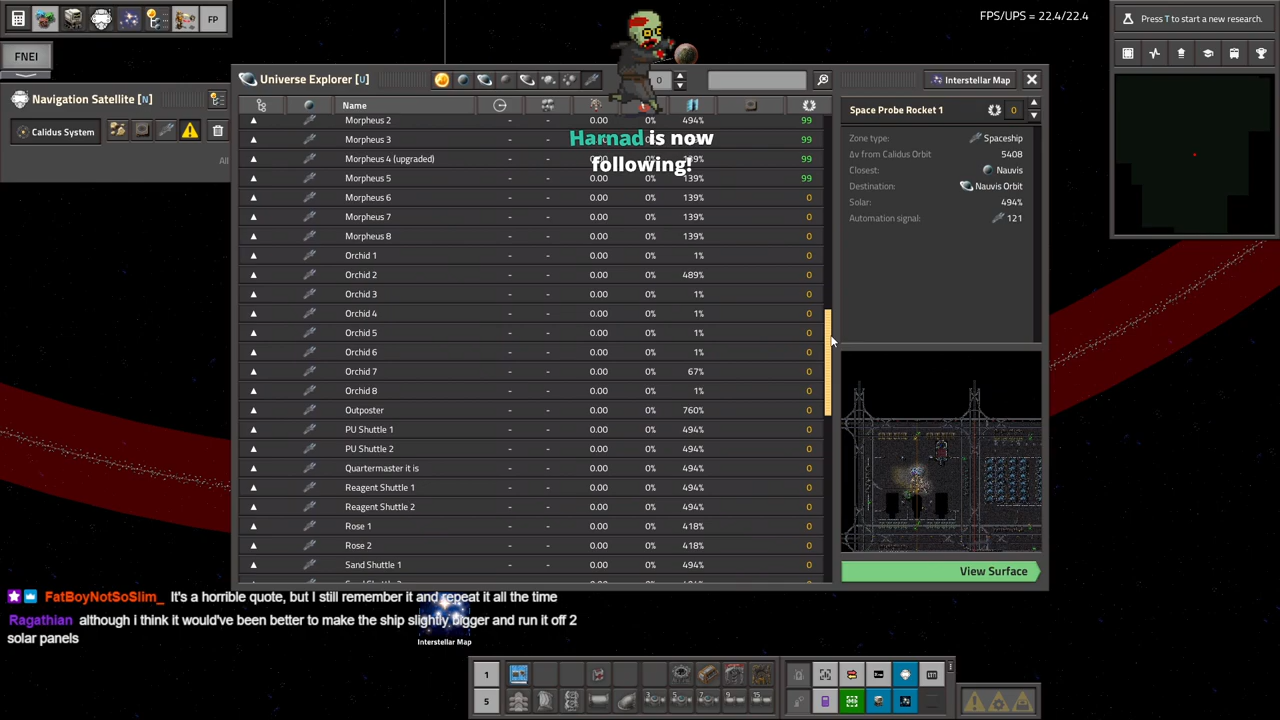 FP
FPS/UPS = 22.4/22.4
Press T to start a new research.
FNEI
Universe Explorer [U]
0
Interstellar Map
Navigation Satellite [N]
Calidus System
All
Name
Space Probe Rocket 1
0
Harnad is now
following!
Morpheus 2 494% 99
Morpheus 3 99
Morpheus 4 (upgraded) 99
Morpheus 5 - - 0.00 0% 139% 99
Morpheus 6 - - 0.00 0% 139% 0
Morpheus 7 - - 0.00 0% 139% 0
Morpheus 8 - - 0.00 0% 139% 0
Orchid 1 - - 0.00 0% 1% 0
Orchid 2 - - 0.00 0% 489% 0
Orchid 3 - - 0.00 0% 1% 0
Orchid 4 - - 0.00 0% 1% 0
Orchid 5 - - 0.00 0% 1% 0
Orchid 6 - - 0.00 0% 1% 0
Orchid 7 - - 0.00 0% 67% 0
Orchid 8 - - 0.00 0% 1% 0
Outposter - - 0.00 0% 760% 0
PU Shuttle 1 - - 0.00 0% 494% 0
PU Shuttle 2 - - 0.00 0% 494% 0
Quartermaster it is - - 0.00 0% 494% 0
Reagent Shuttle 1 - - 0.00 0% 494% 0
Reagent Shuttle 2 - - 0.00 0% 494% 0
Rose 1 - - 0.00 0% 418% 0
Rose 2 - - 0.00 0% 418% 0
Sand Shuttle 1 - - 0.00 0% 494% 0
Zone type: Spaceship
Δv from Calidus Orbit 5408
Closest: Nauvis
Destination: Nauvis Orbit
Solar: 494%
Automation signal: 121
View Surface
FatBoyNotSoSlim_ It's a horrible quote, but I still remember it and repeat it all the time
Ragathian although i think it would've been better to make the ship slightly bigger and run it off 2
solar panels
Interstellar Map
1
5